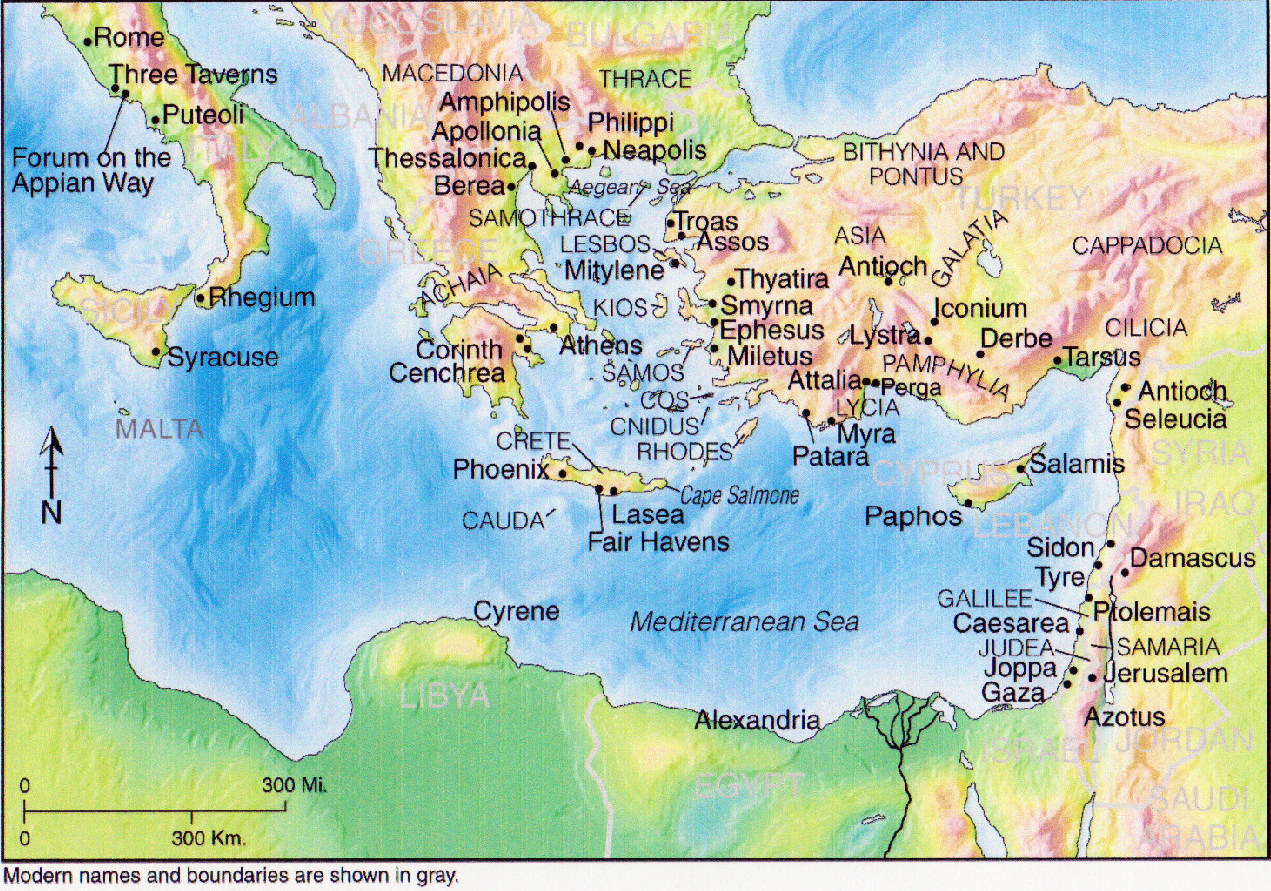 YUGOSLAVIA
BULGARIA
Rome
Three Taverns
Puteoli
ITALY
Forum on the
Appian Way
ALBANIA
MACEDONIA
THRACE
Amphipolis
Apollonia
Philippi
Thessalonica
Neapolis
Berea
Aegean Sea
SAMOTHRACE
BITHYNIA AND
PONTUS
TURKEY
Troas
Assos
LESBOS
Mitylene
GREECE
ACHAIA
ASIA
Antioch
GALATIA
CAPPADOCIA
Thyatira
KIOS
Smyrna
Ephesus
Miletus
Iconium
Lystra
Derbe
CILICIA
Tarsus
SICILY
Rhegium
Syracuse
Corinth
Cenchrea
Athens
SAMOS
COS
CNIDUS
RHODES
PAMPHYLIA
Attalia
Perga
LYCIA
Myra
Patara
Antioch
Seleucia
MALTA
N
CRETE
Phoenix
Cape Salmone
CAUDA
Lasea
Fair Havens
CYPRUS
Salamis
Paphos
SYRIA
IRAQ
LEBANON
Sidon
Damascus
Tyre
GALILEE
Ptolemais
Caesarea
JUDEA
SAMARIA
Joppa
Jerusalem
Gaza
Azotus
Cyrene
Mediterranean Sea
LIBYA
Alexandria
EGYPT
ISRAEL
JORDAN
SAUDI
ARABIA
0 300 Mi.
0 300 Km.
Modern names and boundaries are shown in gray.